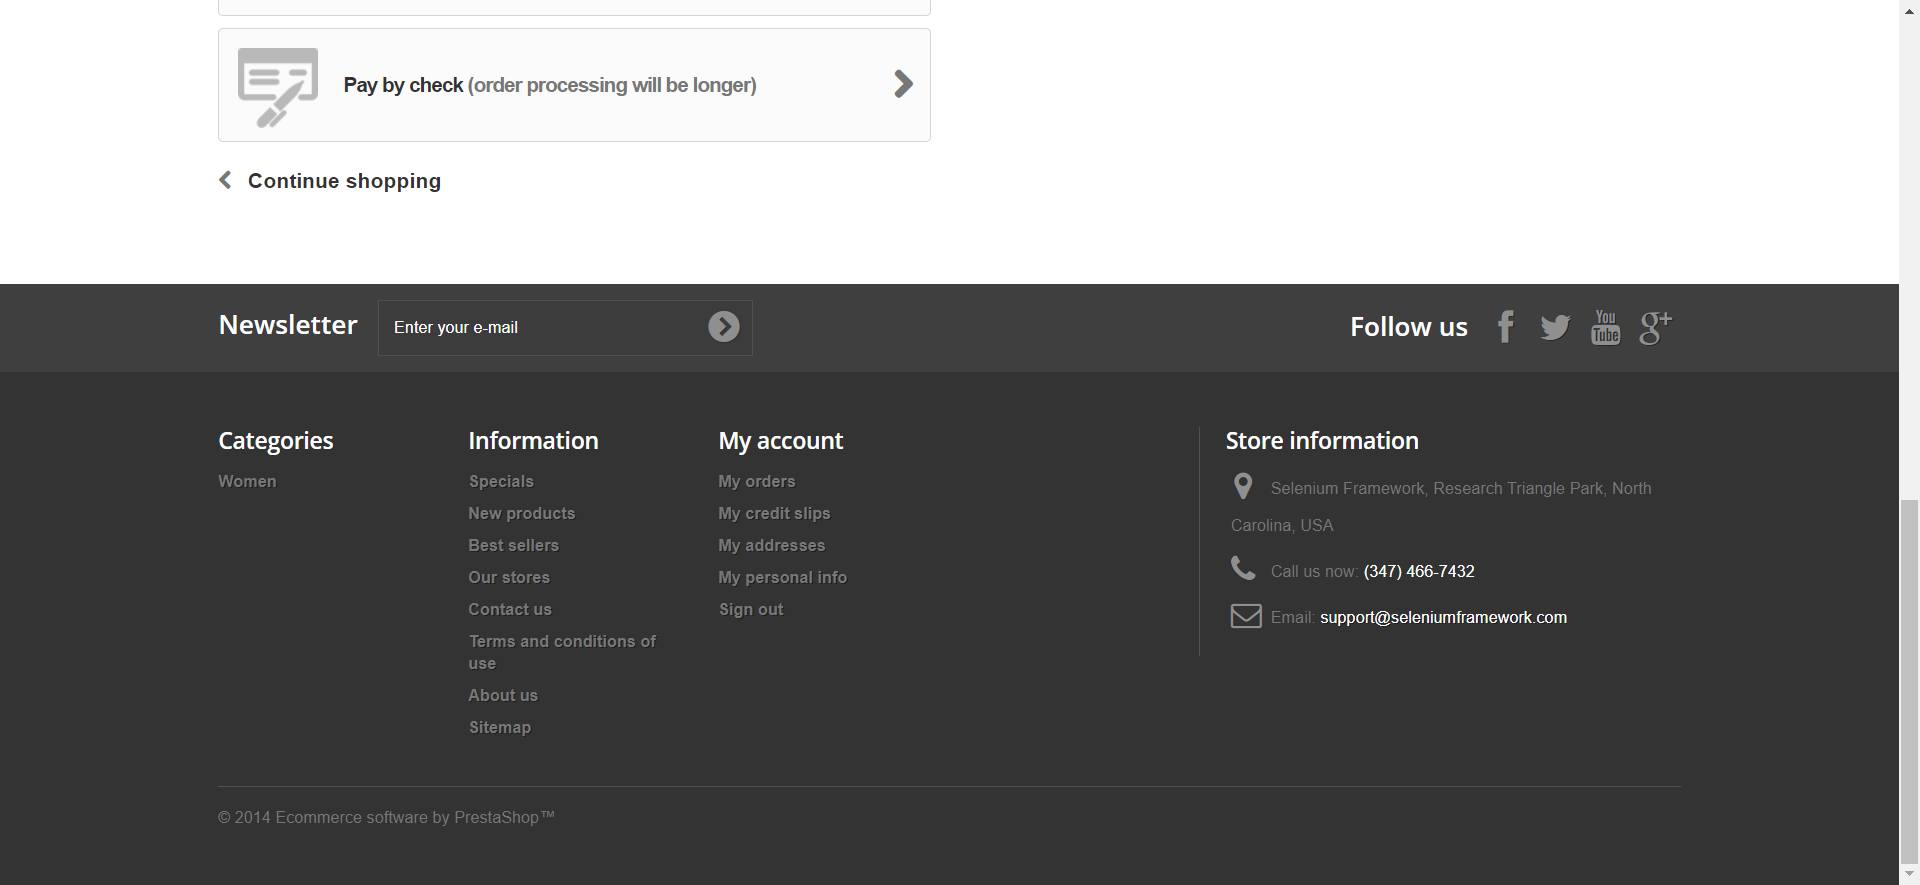 Pay by check (order processing will be longer)
Continue shopping
Newsletter
Enter your e-mail
Follow us
You
Tube
g+
Categories
Women
Information
Specials
New products
Best sellers
Our stores
Contact us
Terms and conditions of
use
About us
Sitemap
My account
My orders
My credit slips
My addresses
My personal info
Sign out
Store information
Selenium Framework, Research Triangle Park, North
Carolina, USA
Call us now: (347) 466-7432
Email: support@seleniumframework.com
© 2014 Ecommerce software by PrestaShop™